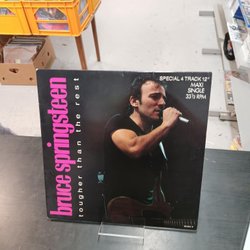 bruce springsteen
tougher than the rest
SPECIAL 4 TRACK 12"
MAXI
SINGLE
33⅓ RPM